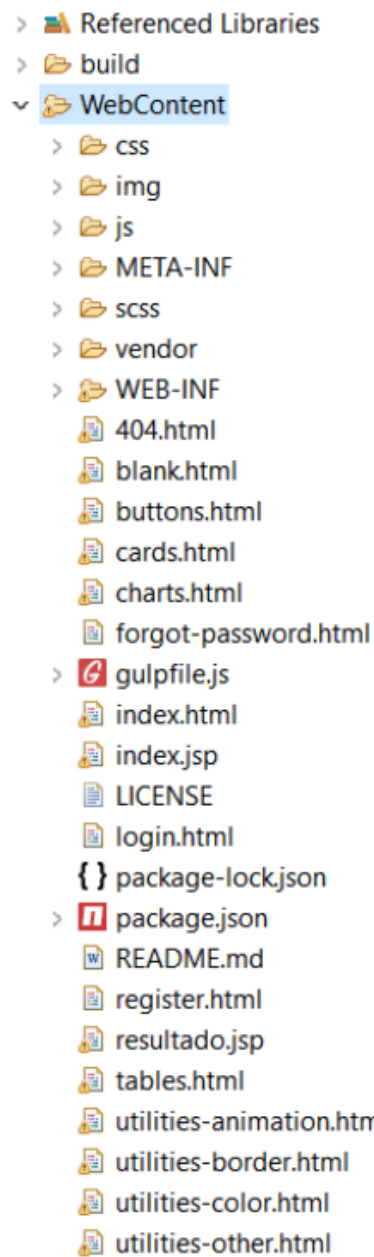 Referenced Libraries
build
WebContent
css
img
js
META-INF
scss
vendor
WEB-INF
404.html
blank.html
buttons.html
cards.html
charts.html
forgot-password.html
gulpfile.js
index.html
index.jsp
LICENSE
login.html
package-lock.json
package.json
README.md
register.html
resultado.jsp
tables.html
utilities-animation.htm
utilities-border.html
utilities-color.html
utilities-other.html